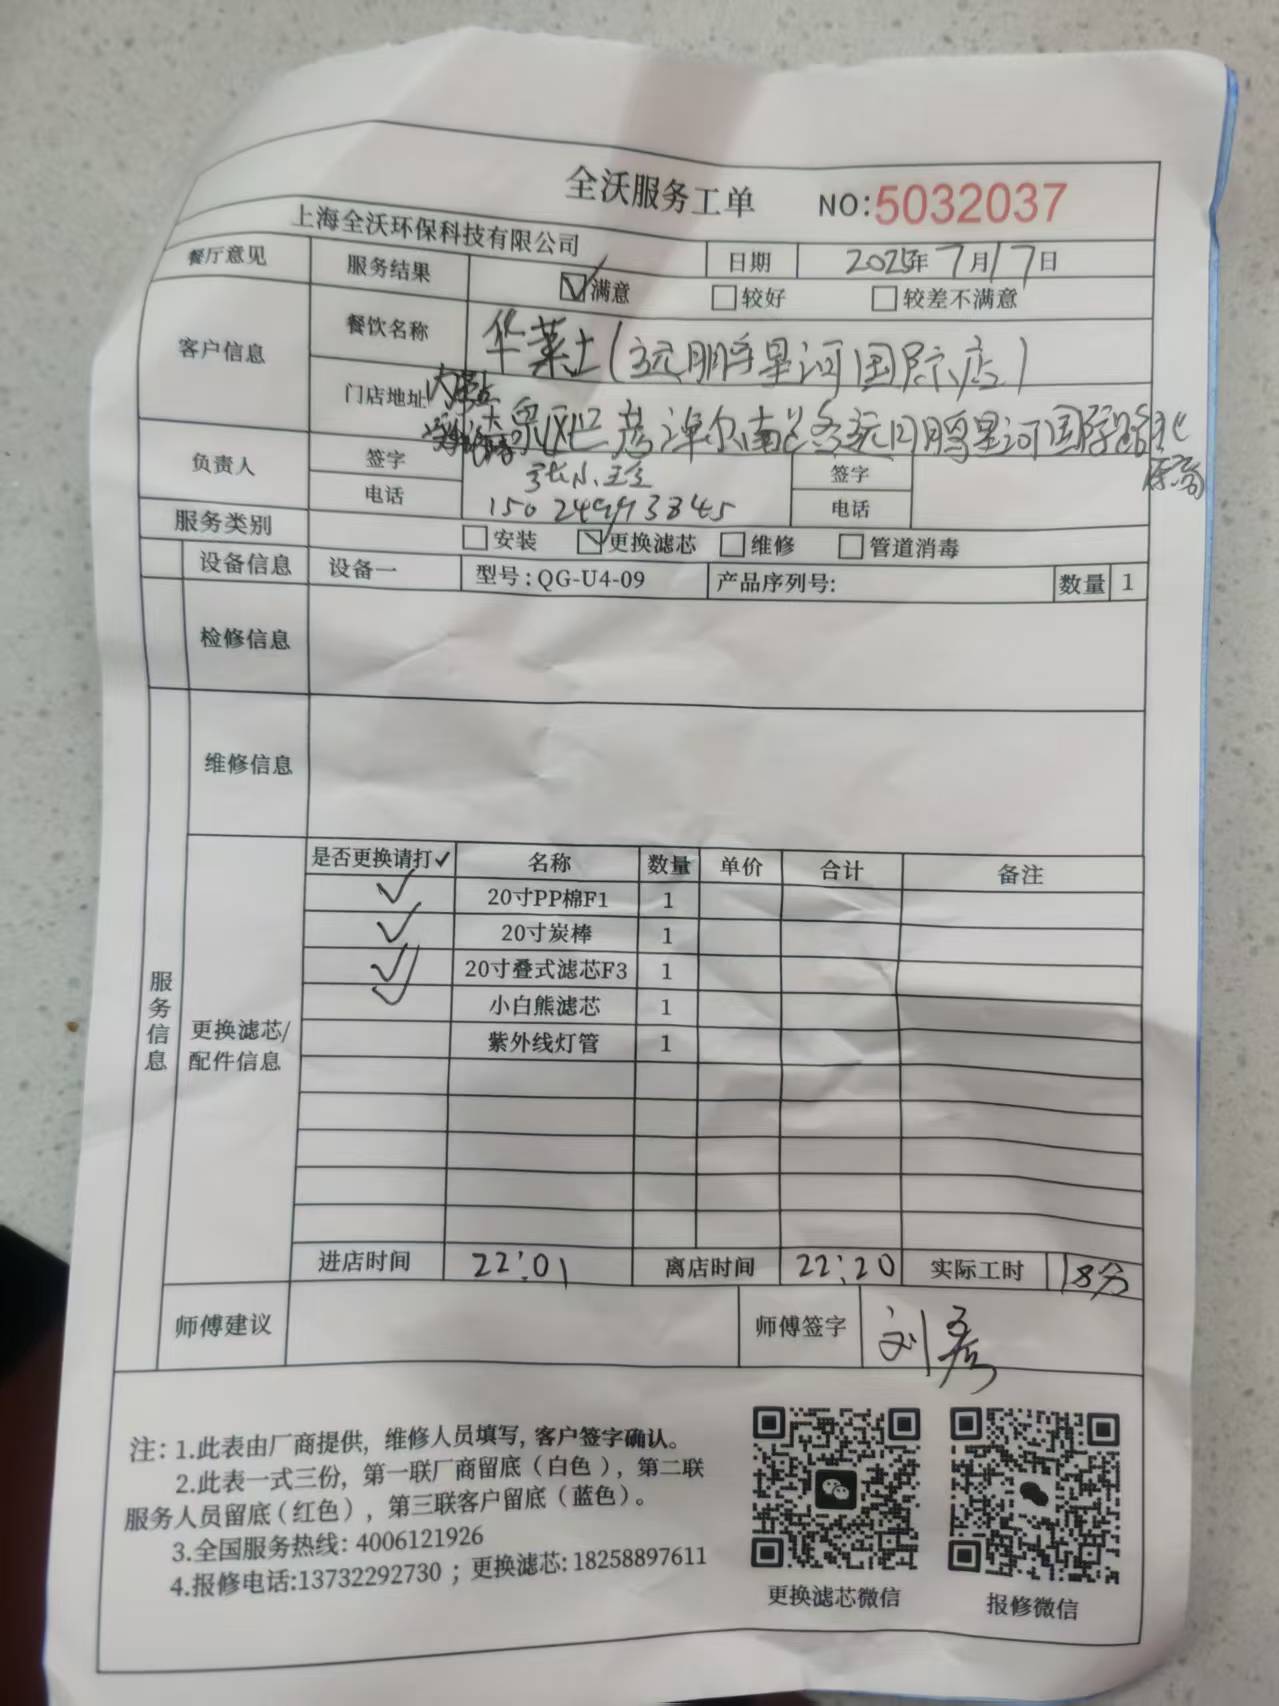 全沃服务工单 NO:5032037
上海全沃环保科技有限公司 日期 2025年7月17日
餐厅意见 服务结果 ☑满意 □较好 □较差不满意
客户信息 餐饮名称 华莱士(远鹏星河国际店)
门店地址 远鹏星河国际
负责人 签字 签字
电话 15024993845 电话
服务类别 □安装 ☑更换滤芯 □维修 □管道消毒
设备信息 设备一 型号:QG-U4-09 产品序列号: 数量 1
检修信息
维修信息
服务信息
更换滤芯/配件信息
是否更换请打✓ 名称 数量 单价 合计 备注
✓ 20寸PP棉F1 1
✓ 20寸炭棒 1
✓ 20寸叠式滤芯F3 1
✓ 小白熊滤芯 1
紫外线灯管 1
进店时间 22:01 离店时间 22:20 实际工时 18分
师傅建议 师傅签字 刘彦
注: 1.此表由厂商提供, 维修人员填写, 客户签字确认。
2.此表一式三份, 第一联厂商留底(白色), 第二联
服务人员留底(红色), 第三联客户留底(蓝色)。
3.全国服务热线: 4006121926
4.报修电话:13732292730 ; 更换滤芯: 18258897611
更换滤芯微信 报修微信